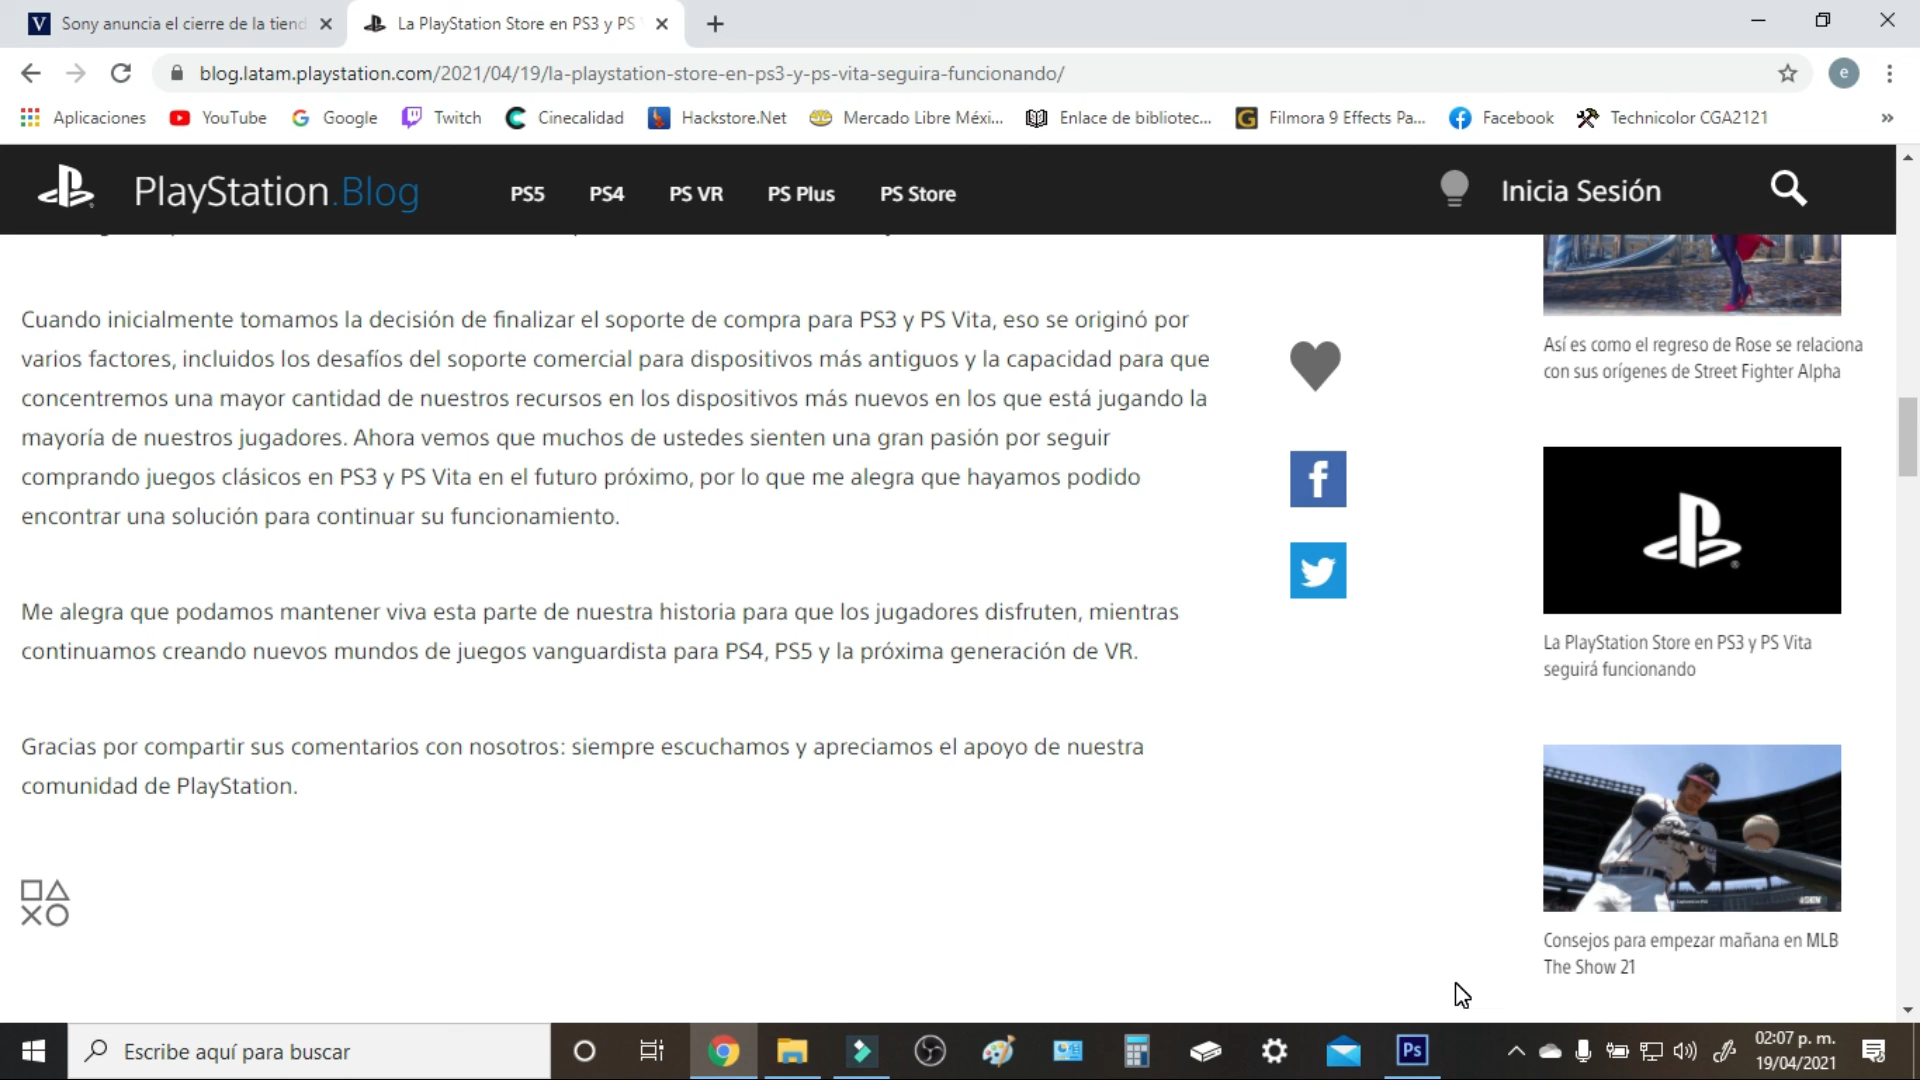 Sony anuncia el cierre de la tiend
La PlayStation Store en PS3 y PS
blog.latam.playstation.com/2021/04/19/la-playstation-store-en-ps3-y-ps-vita-seguira-funcionando/
e
Aplicaciones YouTube Google Twitch Cinecalidad Hackstore.Net Mercado Libre Méxi... Enlace de bibliotec... Filmora 9 Effects Pa... Facebook Technicolor CGA2121 »
PlayStation.Blog PS5 PS4 PS VR PS Plus PS Store Inicia Sesión
Cuando inicialmente tomamos la decisión de finalizar el soporte de compra para PS3 y PS Vita, eso se originó por
varios factores, incluidos los desafíos del soporte comercial para dispositivos más antiguos y la capacidad para que
concentremos una mayor cantidad de nuestros recursos en los dispositivos más nuevos en los que está jugando la
mayoría de nuestros jugadores. Ahora vemos que muchos de ustedes sienten una gran pasión por seguir
comprando juegos clásicos en PS3 y PS Vita en el futuro próximo, por lo que me alegra que hayamos podido
encontrar una solución para continuar su funcionamiento.
Me alegra que podamos mantener viva esta parte de nuestra historia para que los jugadores disfruten, mientras
continuamos creando nuevos mundos de juegos vanguardista para PS4, PS5 y la próxima generación de VR.
Gracias por compartir sus comentarios con nosotros: siempre escuchamos y apreciamos el apoyo de nuestra
comunidad de PlayStation.
Así es como el regreso de Rose se relaciona
con sus orígenes de Street Fighter Alpha
La PlayStation Store en PS3 y PS Vita
seguirá funcionando
Consejos para empezar mañana en MLB
The Show 21
Escribe aquí para buscar
Ps
02:07 p. m.
19/04/2021